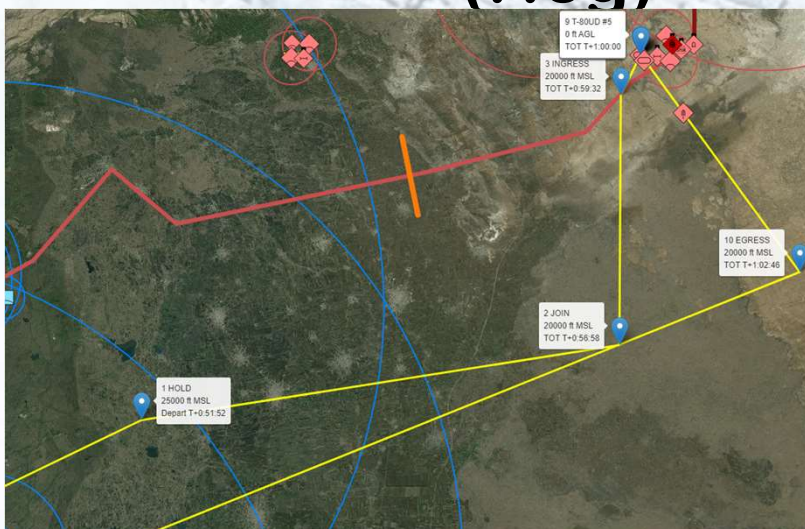 9 T-80UD #5
0 ft AGL
TOT T+1:00:00
3 INGRESS
20000 ft MSL
TOT T+0:59:32
10 EGRESS
20000 ft MSL
TOT T+1:02:46
2 JOIN
20000 ft MSL
TOT T+0:56:58
1 HOLD
25000 ft MSL
Depart T+0:51:52